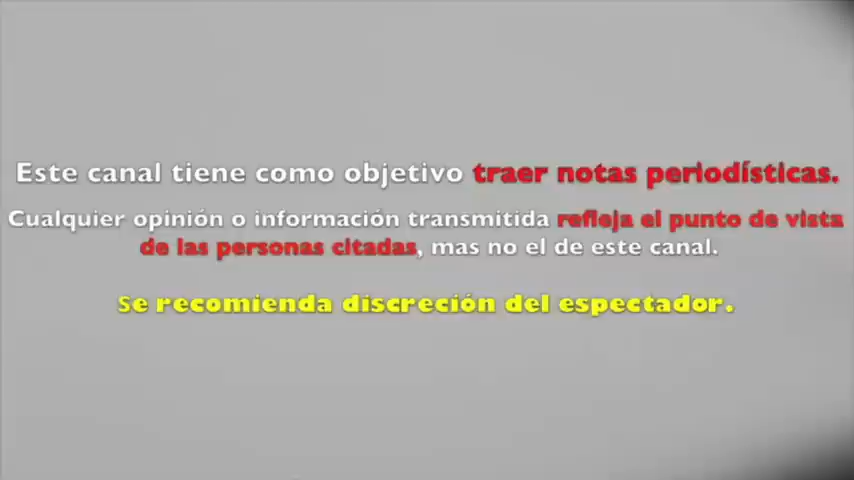 Este canal tiene como objetivo traer notas periodísticas.
Cualquier opinión o información transmitida refleja el punto de vista
de las personas citadas, mas no el de este canal.
Se recomienda discreción del espectador.